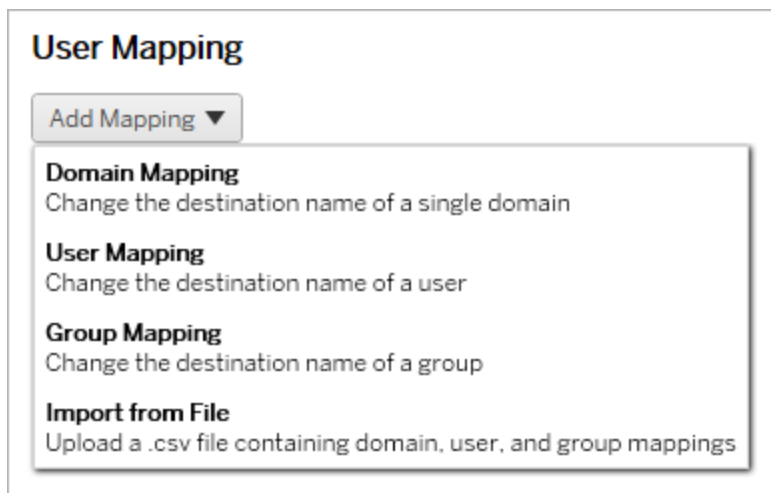 User Mapping
Add Mapping ▼
Domain Mapping
Change the destination name of a single domain
User Mapping
Change the destination name of a user
Group Mapping
Change the destination name of a group
Import from File
Upload a .csv file containing domain, user, and group mappings